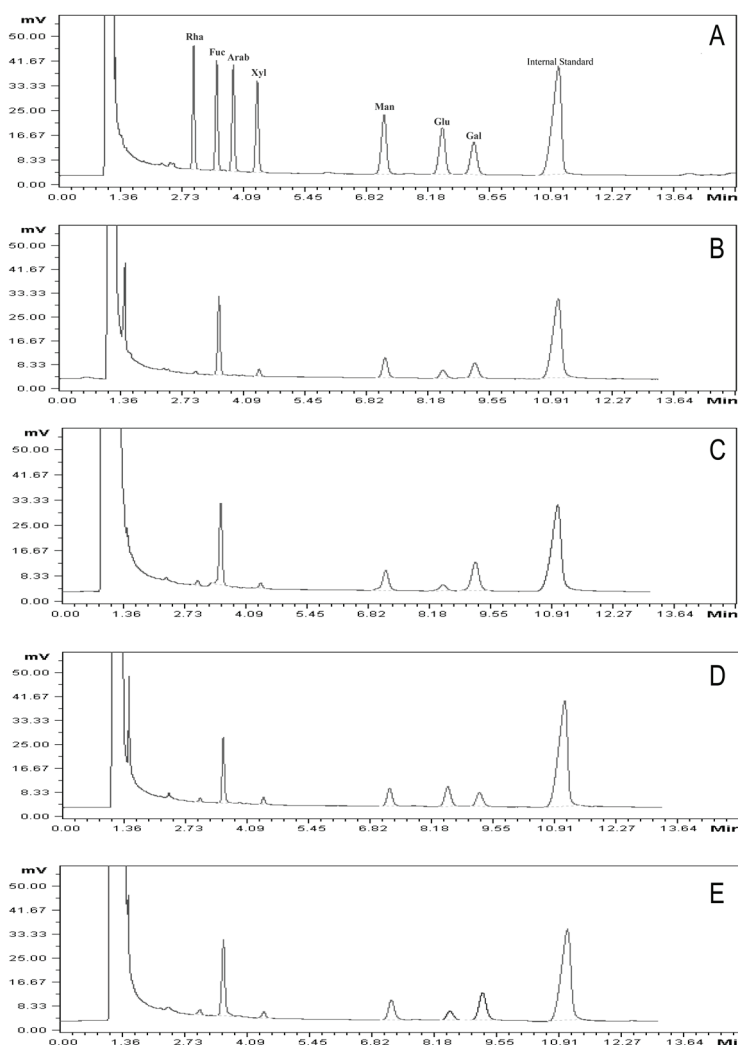 mV
A
50.00
41.67
33.33
25.00
16.67
8.33
0.00
Rha
Fuc
Arab
Xyl
Man
Glu
Gal
Internal Standard
0.00 1.36 2.73 4.09 5.45 6.82 8.18 9.55 10.91 12.27 13.64 Min
mV
B
50.00
41.67
33.33
25.00
16.67
8.33
0.00
0.00 1.36 2.73 4.09 5.45 6.82 8.18 9.55 10.91 12.27 13.64 Min
mV
C
50.00
41.67
33.33
25.00
16.67
8.33
0.00
0.00 1.36 2.73 4.09 5.45 6.82 8.18 9.55 10.91 12.27 13.64 Min
mV
D
50.00
41.67
33.33
25.00
16.67
8.33
0.00
0.00 1.36 2.73 4.09 5.45 6.82 8.18 9.55 10.91 12.27 13.64 Min
mV
E
50.00
41.67
33.33
25.00
16.67
8.33
0.00
0.00 1.36 2.73 4.09 5.45 6.82 8.18 9.55 10.91 12.27 13.64 Min